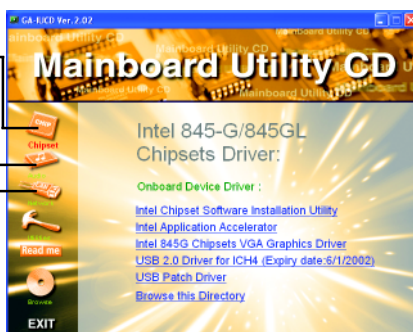 GA-IUCD Ver.2.02
Mainboard Utility CD
CHIP
Chipset
Read me
Browse
EXIT
Intel 845-G/845GL
Chipsets Driver:
Onboard Device Driver :
Intel Chipset Software Installation Utility
Intel Application Accelerator
Intel 845G Chipsets VGA Graphics Driver
USB 2.0 Driver for ICH4 (Expiry date:6/1/2002)
USB Patch Driver
Browse this Directory